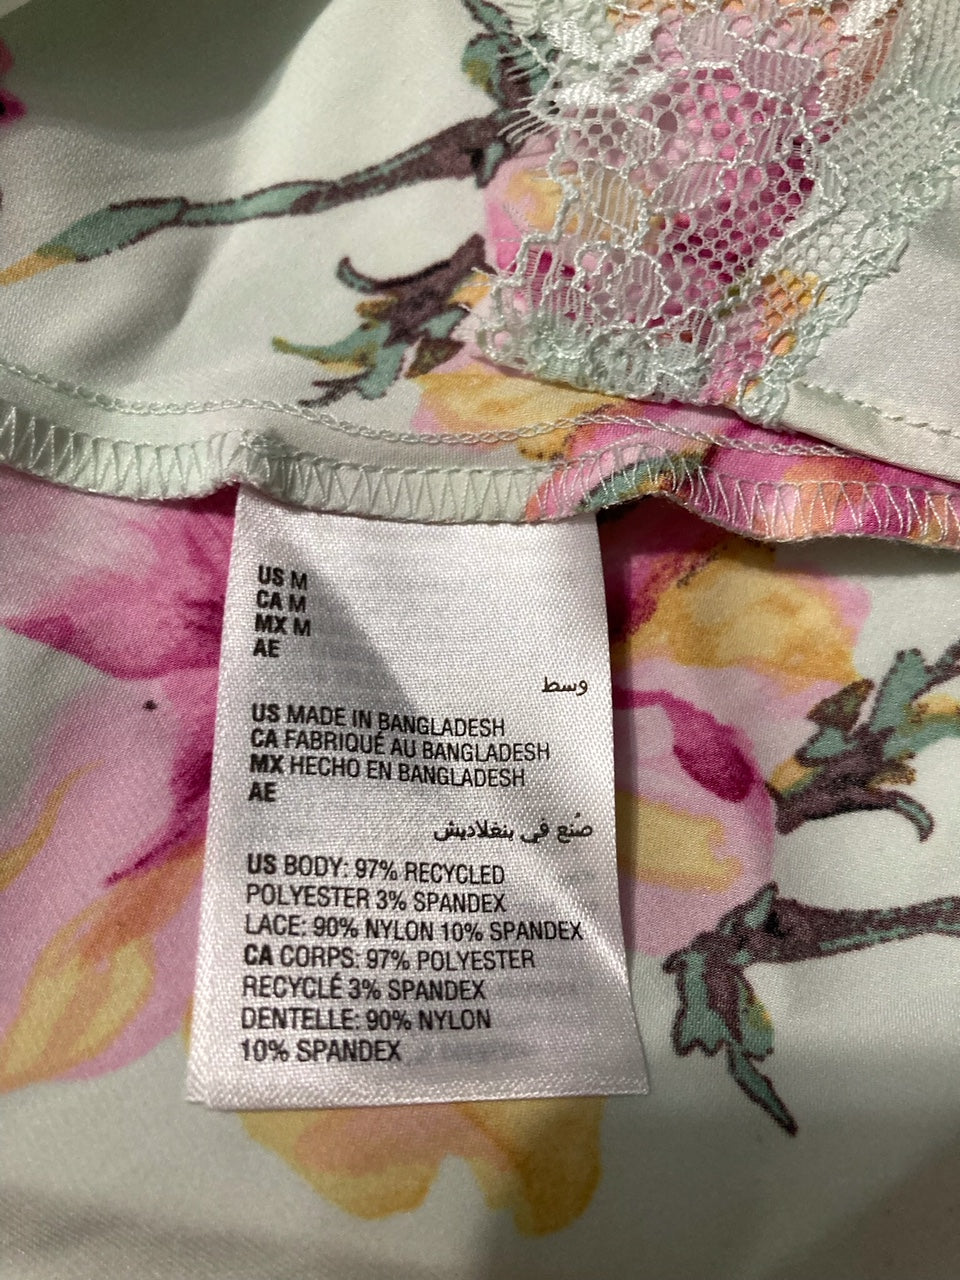 US M
CA M
MX M
AE
وسط
US MADE IN BANGLADESH
CA FABRIQUÉ AU BANGLADESH
MX HECHO EN BANGLADESH
AE
صُنع في بنغلاديش
US BODY: 97% RECYCLED
POLYESTER 3% SPANDEX
LACE: 90% NYLON 10% SPANDEX
CA CORPS: 97% POLYESTER
RECYCLÉ 3% SPANDEX
DENTELLE: 90% NYLON
10% SPANDEX